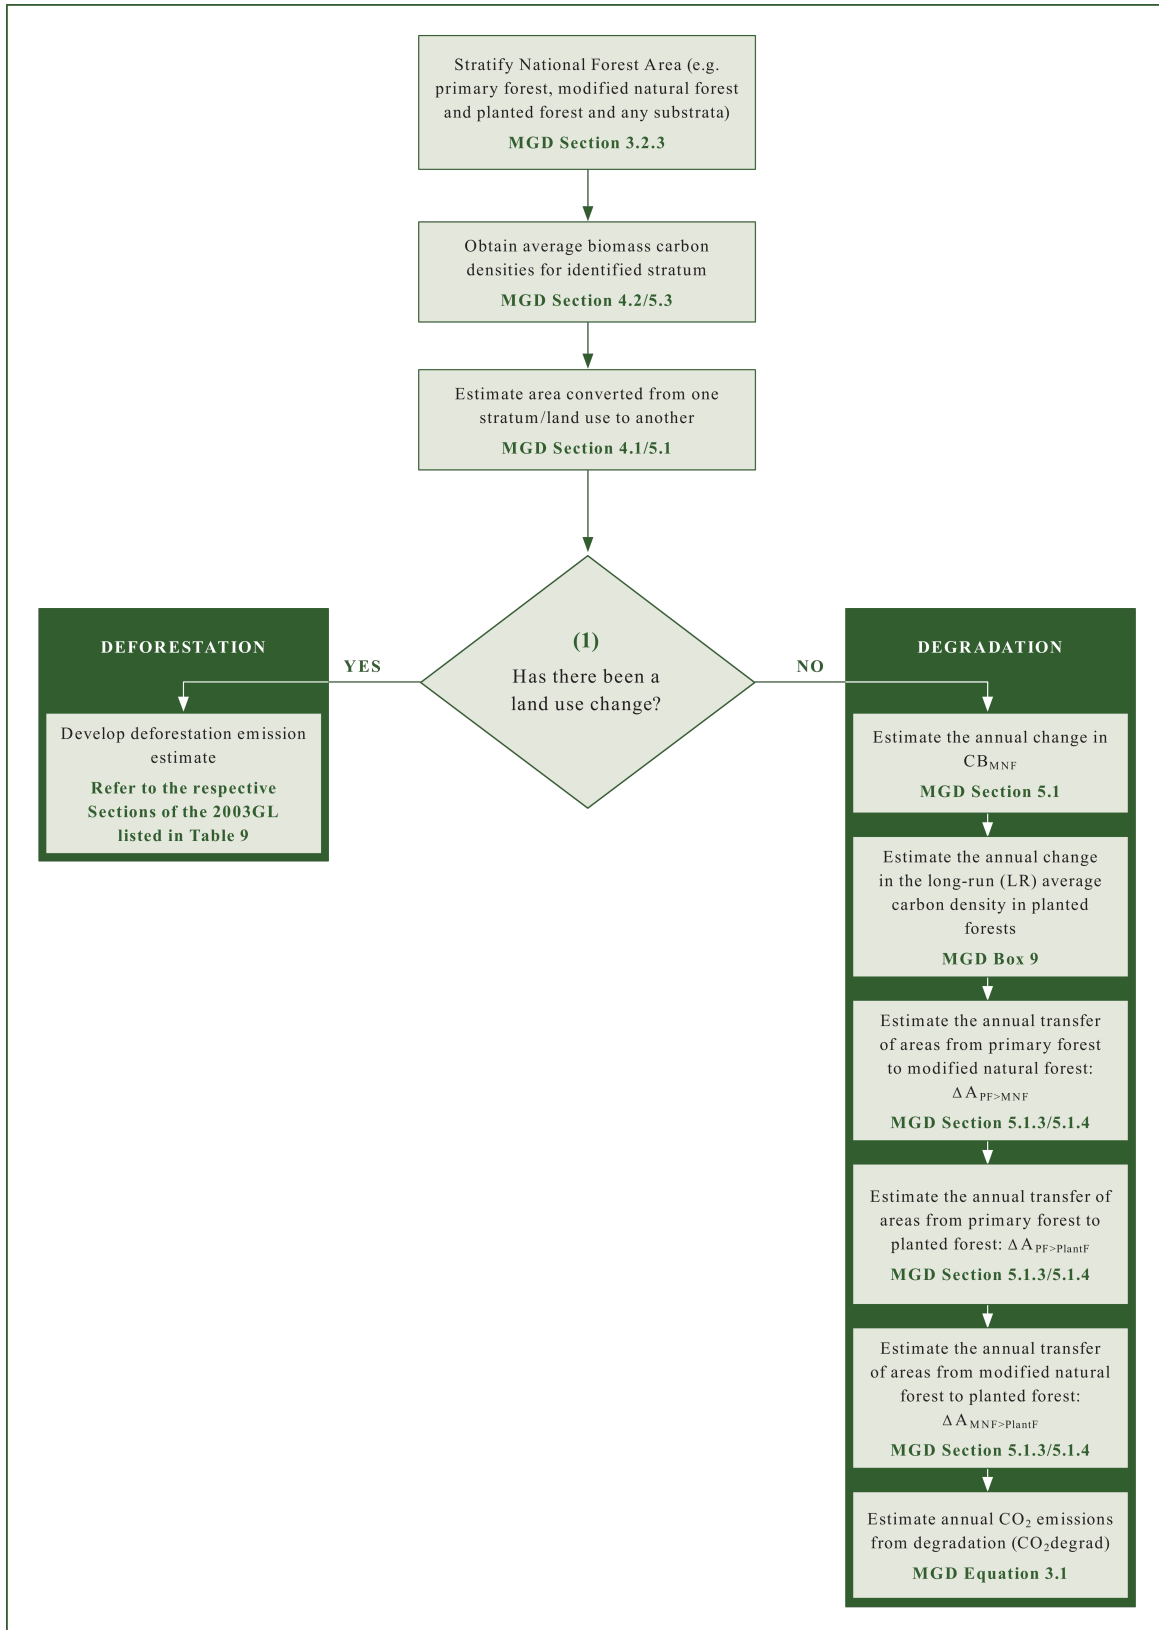 Stratify National Forest Area (e.g.
primary forest, modified natural forest
and planted forest and any substrata)
MGD Section 3.2.3
Obtain average biomass carbon
densities for identified stratum
MGD Section 4.2/5.3
Estimate area converted from one
stratum/land use to another
MGD Section 4.1/5.1
(1)
Has there been a
land use change?
YES
NO
DEFORESTATION
Develop deforestation emission
estimate
Refer to the respective
Sections of the 2003GL
listed in Table 9
DEGRADATION
Estimate the annual change in
CB_MNF
MGD Section 5.1
Estimate the annual change
in the long-run (LR) average
carbon density in planted
forests
MGD Box 9
Estimate the annual transfer
of areas from primary forest
to modified natural forest:
Δ A_PF>MNF
MGD Section 5.1.3/5.1.4
Estimate the annual transfer of
areas from primary forest to
planted forest: Δ A_PF>PlantF
MGD Section 5.1.3/5.1.4
Estimate the annual transfer
of areas from modified natural
forest to planted forest:
Δ A_MNF>PlantF
MGD Section 5.1.3/5.1.4
Estimate annual CO₂ emissions
from degradation (CO₂degrad)
MGD Equation 3.1